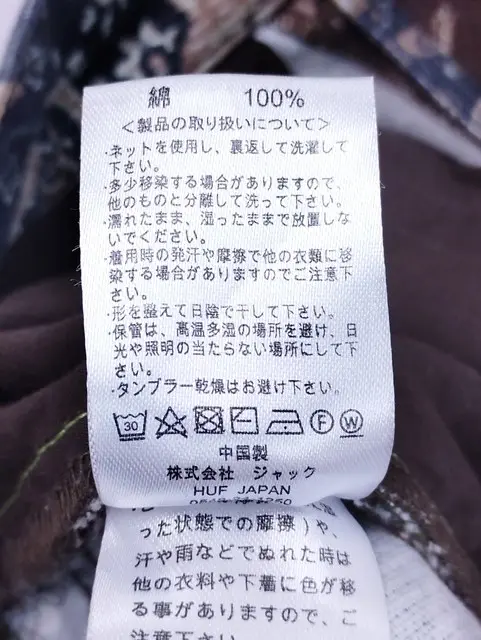 綿 100%
<製品の取り扱いについて>
·ネットを使用し、裏返して洗濯して
下さい。
·多少移染する場合がありますので、
他のものと分離して洗って下さい。
·濡れたまま、湿ったままで放置しな
いでください。
·着用時の発汗や摩擦で他の衣類に移
染する場合がありますのでご注意下
さい。
·形を整えて日陰で干して下さい。
·保管は、高温多湿の場所を避け、日
光や照明の当たらない場所にして下
さい。
·タンブラー乾燥はお避け下さい。
30 F W
中国製
株式会社 ジャック
HUF JAPAN
った状態での摩擦)や、
汗や雨などでぬれた時は
他の衣料や下着に色が移
る事がありますので、ご
注意下さい。